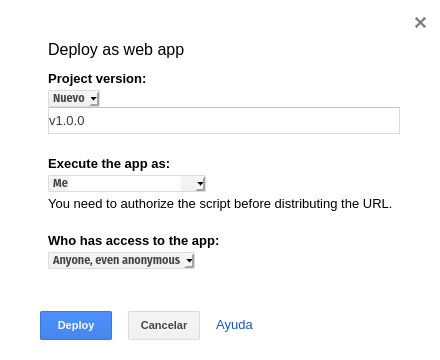 Deploy as web app
Project version:
Nuevo
v1.0.0
Execute the app as:
Me
You need to authorize the script before distributing the URL.
Who has access to the app:
Anyone, even anonymous
Deploy Cancelar Ayuda